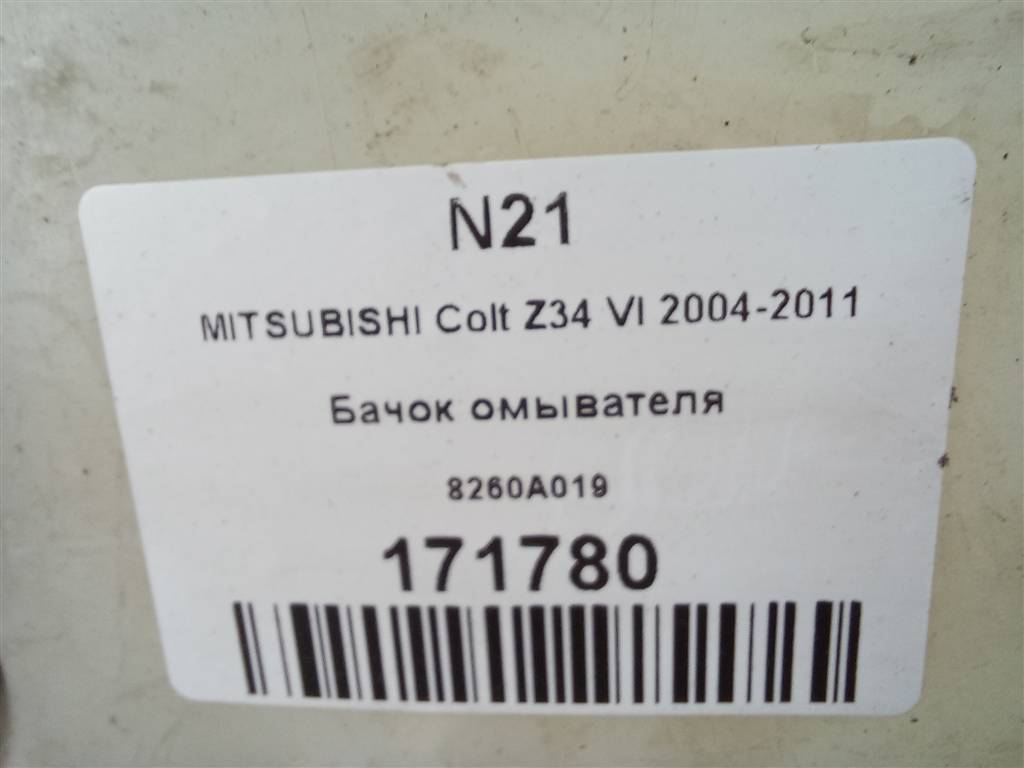 N21
MITSUBISHI Colt Z34 VI 2004-2011
Бачок омывателя
8260A019
171780